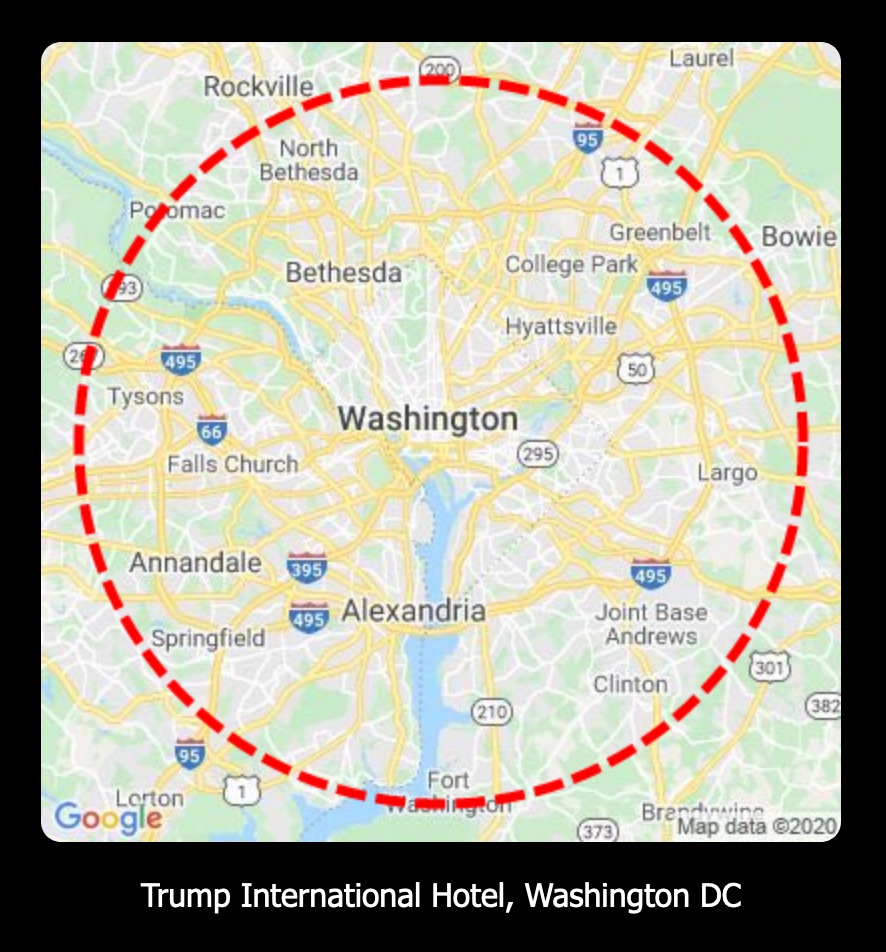 200
Laurel
Rockville
95
North
Bethesda
1
Potomac
Greenbelt
Bowie
College Park
Bethesda
495
Hyattsville
495
50
Tysons
Washington
66
295
Falls Church
Largo
Annandale
395
495
Alexandria
495
Joint Base
Andrews
Springfield
301
Clinton
382
210
95
Fort
Washington
1
Lorton
Google
Brandywine
373
Map data ©2020
Trump International Hotel, Washington DC